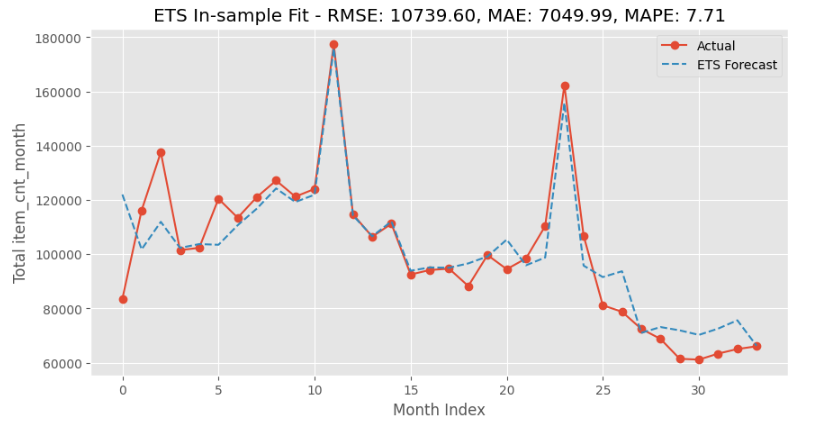 ETS In-sample Fit - RMSE: 10739.60, MAE: 7049.99, MAPE: 7.71
Actual
ETS Forecast
180000
160000
140000
120000
100000
80000
60000
Total item_cnt_month
0 5 10 15 20 25 30
Month Index